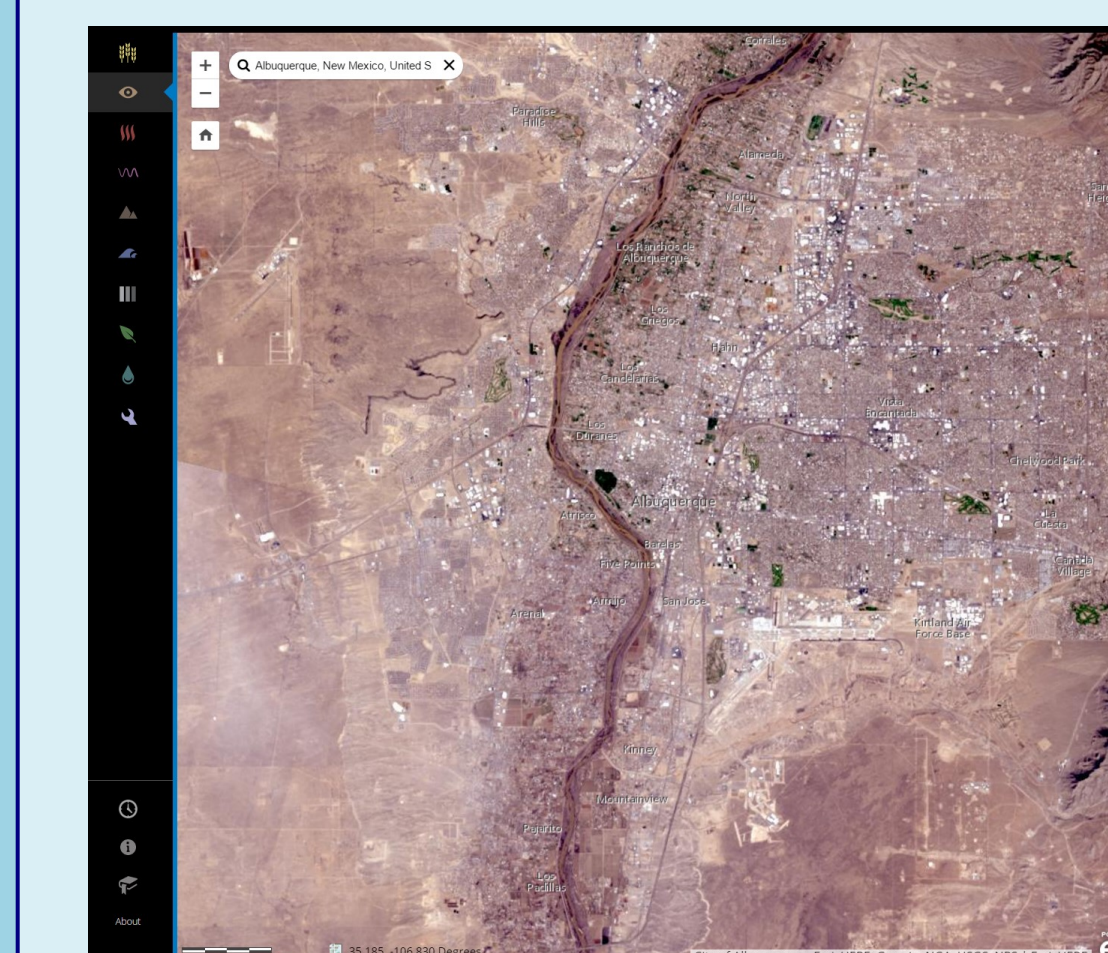 Corrales
+
Albuquerque, New Mexico, United S
−
Paradise
Hills
Alameda
North
Valley
Los Ranchos de
Albuquerque
Los
Griegos
Hahn
Los
Candelarias
Vista
Encantada
Los
Duranes
Chelwood Park
Albuquerque
Atrisco
La
Cuesta
Barelas
Five Points
Village
Armijo
San Jose
Arenal
Kirtland Air
Force Base
Kinney
Mountainview
Pajarito
Los
Padillas
About
35.185, -106.830 Degrees